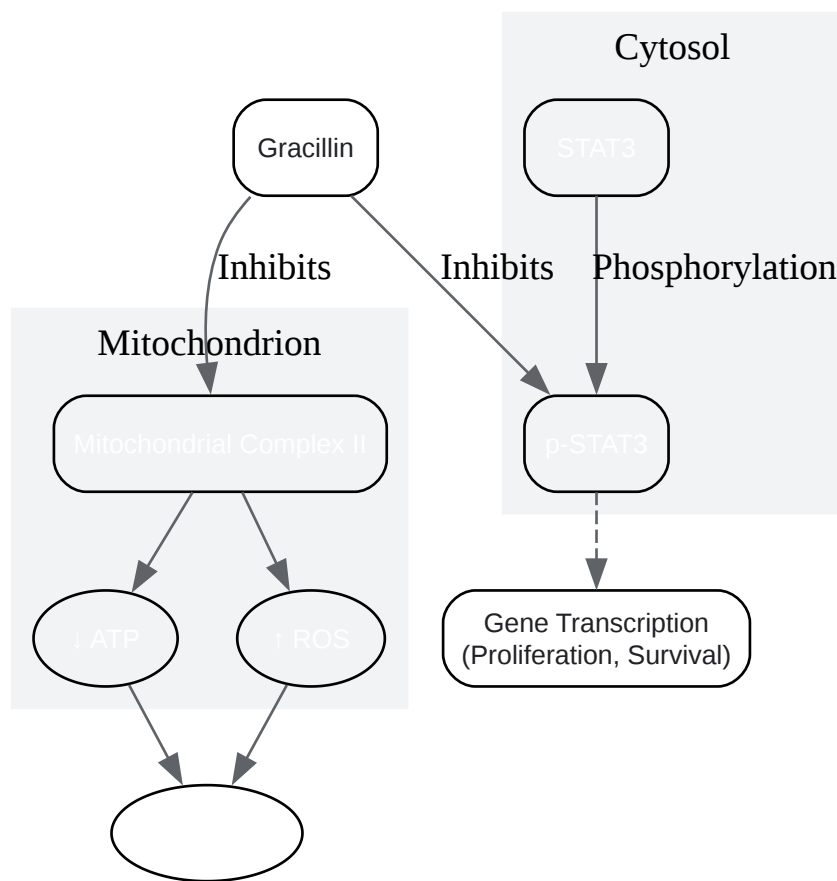 Cytosol
Gracillin
STAT3
Inhibits
Inhibits
Phosphorylation
Mitochondrion
Mitochondrial Complex II
p-STAT3
↓ ATP
↑ ROS
Gene Transcription
(Proliferation, Survival)